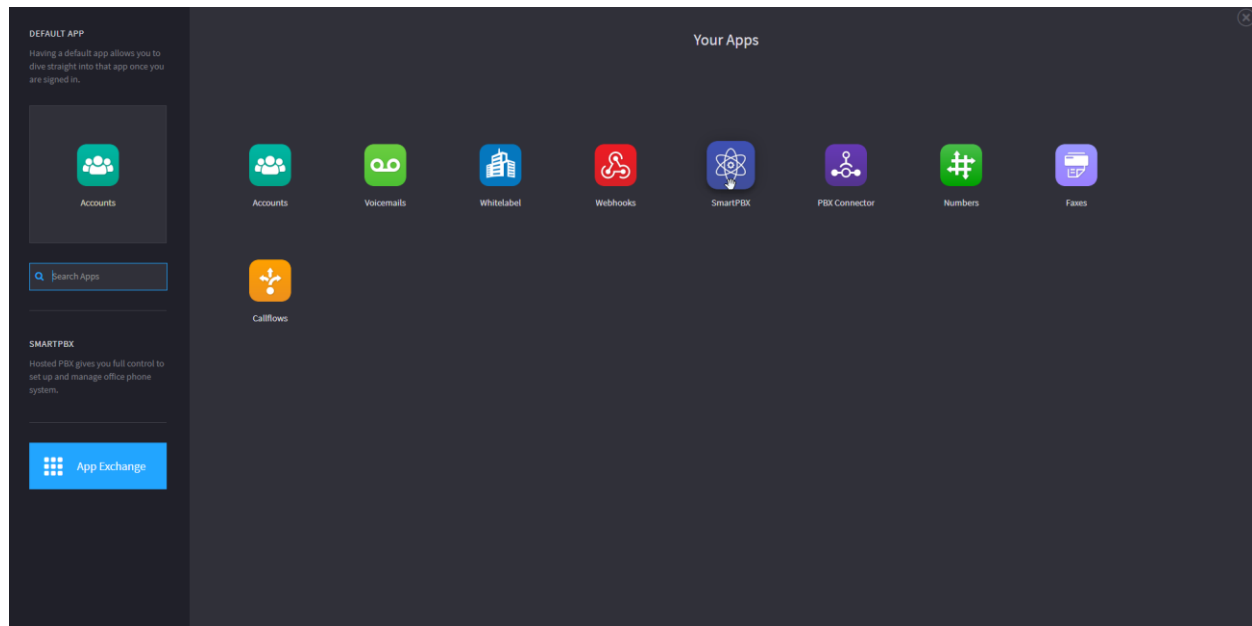 DEFAULT APP
Having a default app allows you to
dive straight into that app once you
are signed in.
Accounts
Search Apps
SMARTPBX
Hosted PBX gives you full control to
set up and manage office phone
system.
App Exchange
Your Apps
Accounts
Voicemails
Whitelabel
Webhooks
SmartPBX
PBX Connector
Numbers
Faxes
Callflows